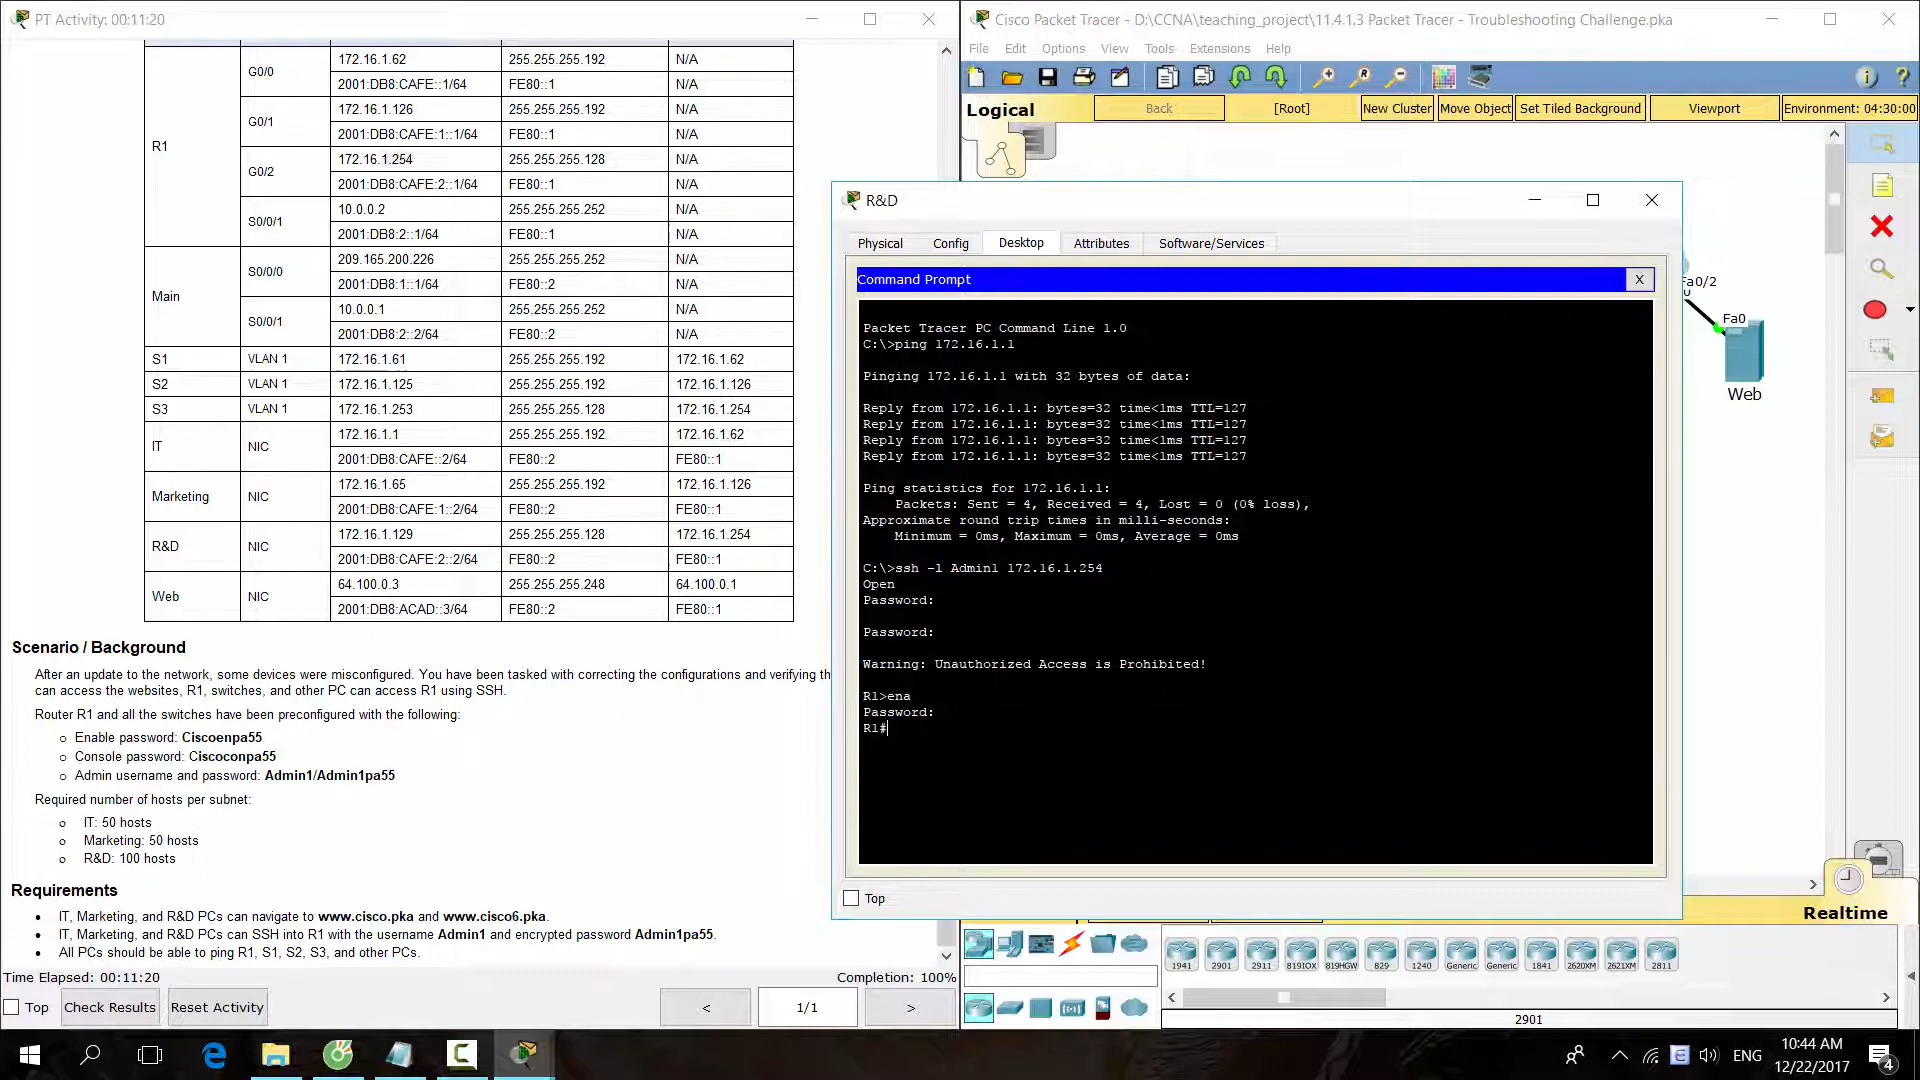 PT Activity: 00:11:20
R1
G0/0
172.16.1.62
255.255.255.192
N/A
2001:DB8:CAFE::1/64
FE80::1
N/A
G0/1
172.16.1.126
255.255.255.192
N/A
2001:DB8:CAFE:1::1/64
FE80::1
N/A
G0/2
172.16.1.254
255.255.255.128
N/A
2001:DB8:CAFE:2::1/64
FE80::1
N/A
S0/0/1
10.0.0.2
255.255.255.252
N/A
2001:DB8:2::1/64
FE80::1
N/A
Main
S0/0/0
209.165.200.226
255.255.255.252
N/A
2001:DB8:1::1/64
FE80::2
N/A
S0/0/1
10.0.0.1
255.255.255.252
N/A
2001:DB8:2::2/64
FE80::2
N/A
S1
VLAN 1
172.16.1.61
255.255.255.192
172.16.1.62
S2
VLAN 1
172.16.1.125
255.255.255.192
172.16.1.126
S3
VLAN 1
172.16.1.253
255.255.255.128
172.16.1.254
IT
NIC
172.16.1.1
255.255.255.192
172.16.1.62
2001:DB8:CAFE::2/64
FE80::2
FE80::1
Marketing
NIC
172.16.1.65
255.255.255.192
172.16.1.126
2001:DB8:CAFE:1::2/64
FE80::2
FE80::1
R&D
NIC
172.16.1.129
255.255.255.128
172.16.1.254
2001:DB8:CAFE:2::2/64
FE80::2
FE80::1
Web
NIC
64.100.0.3
255.255.255.248
64.100.0.1
2001:DB8:ACAD::3/64
FE80::2
FE80::1
Scenario / Background
After an update to the network, some devices were misconfigured. You have been tasked with correcting the configurations and verifying th
can access the websites, R1, switches, and other PC can access R1 using SSH.
Router R1 and all the switches have been preconfigured with the following:
o Enable password: Ciscoenpa55
o Console password: Ciscoconpa55
o Admin username and password: Admin1/Admin1pa55
Required number of hosts per subnet:
o IT: 50 hosts
o Marketing: 50 hosts
o R&D: 100 hosts
Requirements
• IT, Marketing, and R&D PCs can navigate to www.cisco.pka and www.cisco6.pka.
• IT, Marketing, and R&D PCs can SSH into R1 with the username Admin1 and encrypted password Admin1pa55.
• All PCs should be able to ping R1, S1, S2, S3, and other PCs.
Time Elapsed: 00:11:20
Completion: 100%
Top
Check Results
Reset Activity
<
1/1
>
Cisco Packet Tracer - D:\CCNA\teaching_project\11.4.1.3 Packet Tracer - Troubleshooting Challenge.pka
File Edit Options View Tools Extensions Help
Logical
Back
[Root]
New Cluster
Move Object
Set Tiled Background
Viewport
Environment: 04:30:00
R&D
Physical
Config
Desktop
Attributes
Software/Services
Command Prompt
X
Packet Tracer PC Command Line 1.0
C:\>ping 172.16.1.1
Pinging 172.16.1.1 with 32 bytes of data:
Reply from 172.16.1.1: bytes=32 time<1ms TTL=127
Reply from 172.16.1.1: bytes=32 time<1ms TTL=127
Reply from 172.16.1.1: bytes=32 time<1ms TTL=127
Reply from 172.16.1.1: bytes=32 time<1ms TTL=127
Ping statistics for 172.16.1.1:
Packets: Sent = 4, Received = 4, Lost = 0 (0% loss),
Approximate round trip times in milli-seconds:
Minimum = 0ms, Maximum = 0ms, Average = 0ms
C:\>ssh -l Admin1 172.16.1.254
Open
Password:
Password:
Warning: Unauthorized Access is Prohibited!
R1>ena
Password:
R1#
Top
Fa0/2
Fa0
Web
Realtime
1941
2901
2911
819IOX
819HGW
829
1240
Generic
Generic
1841
2620XM
2621XM
2811
2901
ENG
10:44 AM
12/22/2017
4